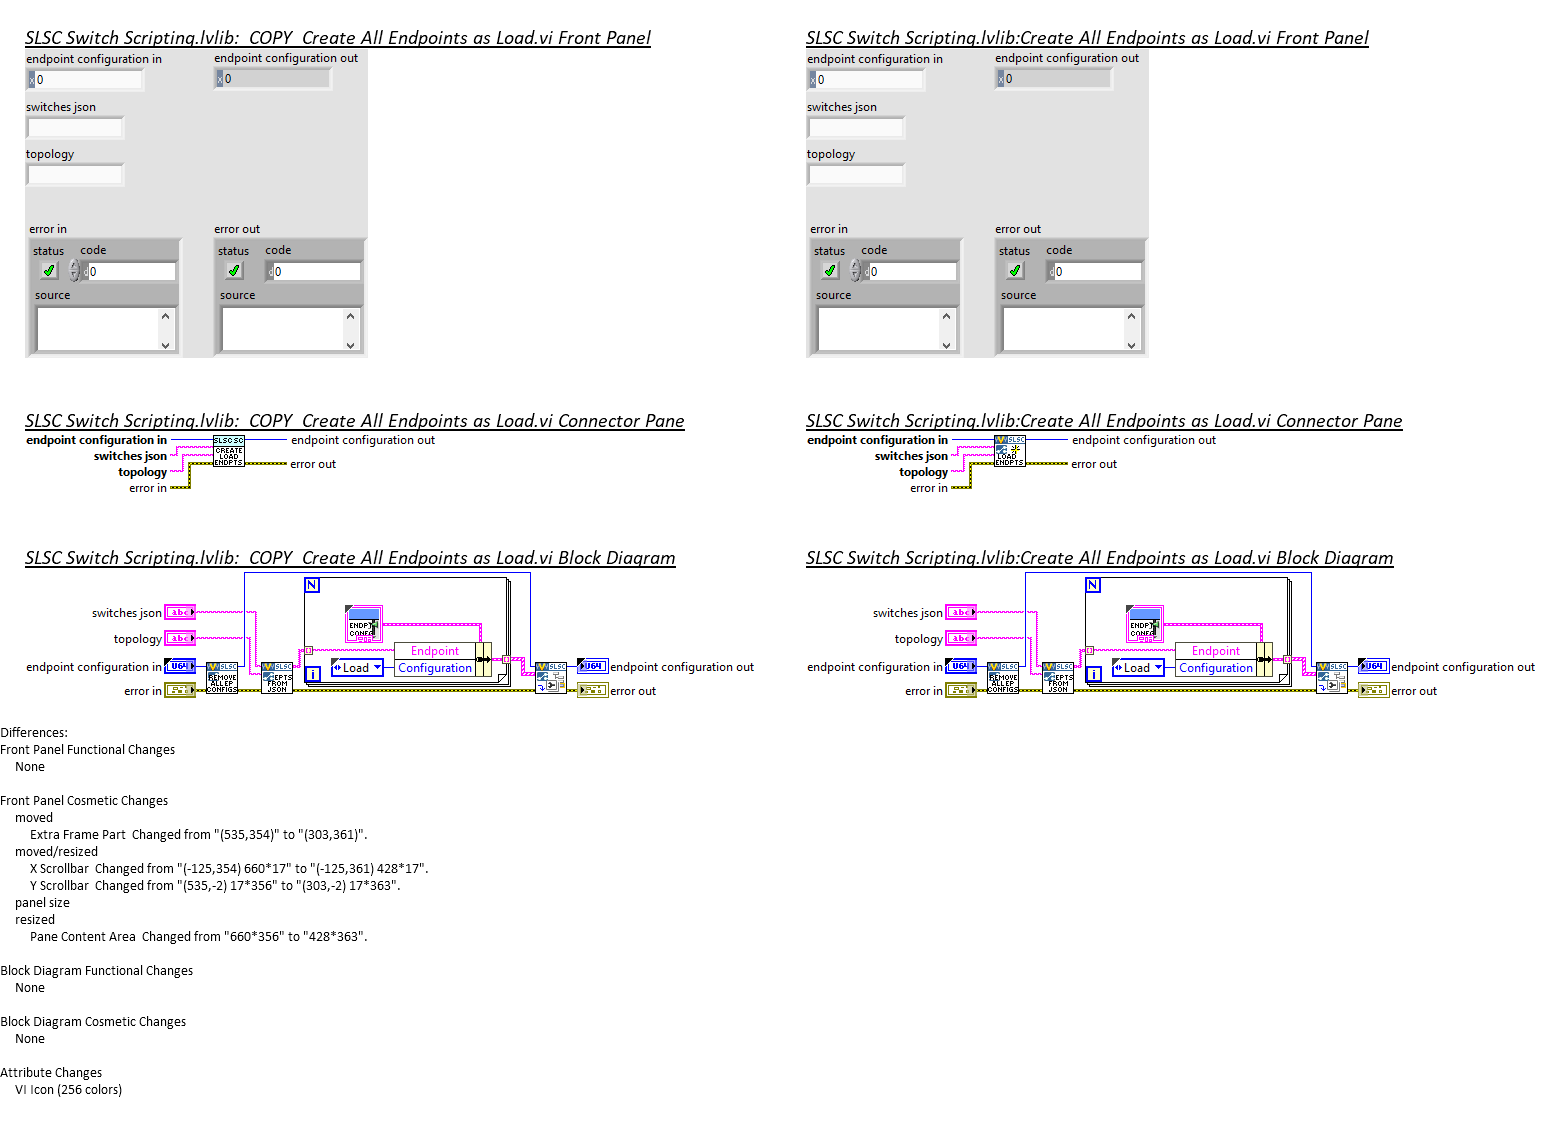 SLSC Switch Scripting.lvlib:  COPY  Create All Endpoints as Load.vi Front Panel
endpoint configuration in
endpoint configuration out
x 0
x 0
switches json
topology
error in
error out
status
code
status
code
d 0
d 0
source
source
SLSC Switch Scripting.lvlib:Create All Endpoints as Load.vi Front Panel
endpoint configuration in
endpoint configuration out
x 0
x 0
switches json
topology
error in
error out
status
code
status
code
d 0
d 0
source
source
SLSC Switch Scripting.lvlib:  COPY  Create All Endpoints as Load.vi Connector Pane
endpoint configuration in
switches json
topology
error in
SLSC SC
CREATE
LOAD
ENDPTS
endpoint configuration out
error out
SLSC Switch Scripting.lvlib:Create All Endpoints as Load.vi Connector Pane
endpoint configuration in
switches json
topology
error in
SLSC
LOAD
ENDPTS
endpoint configuration out
error out
SLSC Switch Scripting.lvlib:  COPY  Create All Endpoints as Load.vi Block Diagram
N
switches json
abc
topology
abc
endpoint configuration in
U64
error in
SLSC
REMOVE
ALL EP
CONFIGS
SLSC
EPTS
FROM
JSON
ENDPT
CONFG
Endpoint
Configuration
Load
i
SLSC
U64
endpoint configuration out
error out
SLSC Switch Scripting.lvlib:Create All Endpoints as Load.vi Block Diagram
N
switches json
abc
topology
abc
endpoint configuration in
U64
error in
SLSC
REMOVE
ALL EP
CONFIGS
SLSC
EPTS
FROM
JSON
ENDPT
CONFG
Endpoint
Configuration
Load
i
SLSC
U64
endpoint configuration out
error out
Differences:
Front Panel Functional Changes
None
Front Panel Cosmetic Changes
moved
Extra Frame Part  Changed from "(535,354)" to "(303,361)".
moved/resized
X Scrollbar  Changed from "(-125,354) 660*17" to "(-125,361) 428*17".
Y Scrollbar  Changed from "(535,-2) 17*356" to "(303,-2) 17*363".
panel size
resized
Pane Content Area  Changed from "660*356" to "428*363".
Block Diagram Functional Changes
None
Block Diagram Cosmetic Changes
None
Attribute Changes
VI Icon (256 colors)